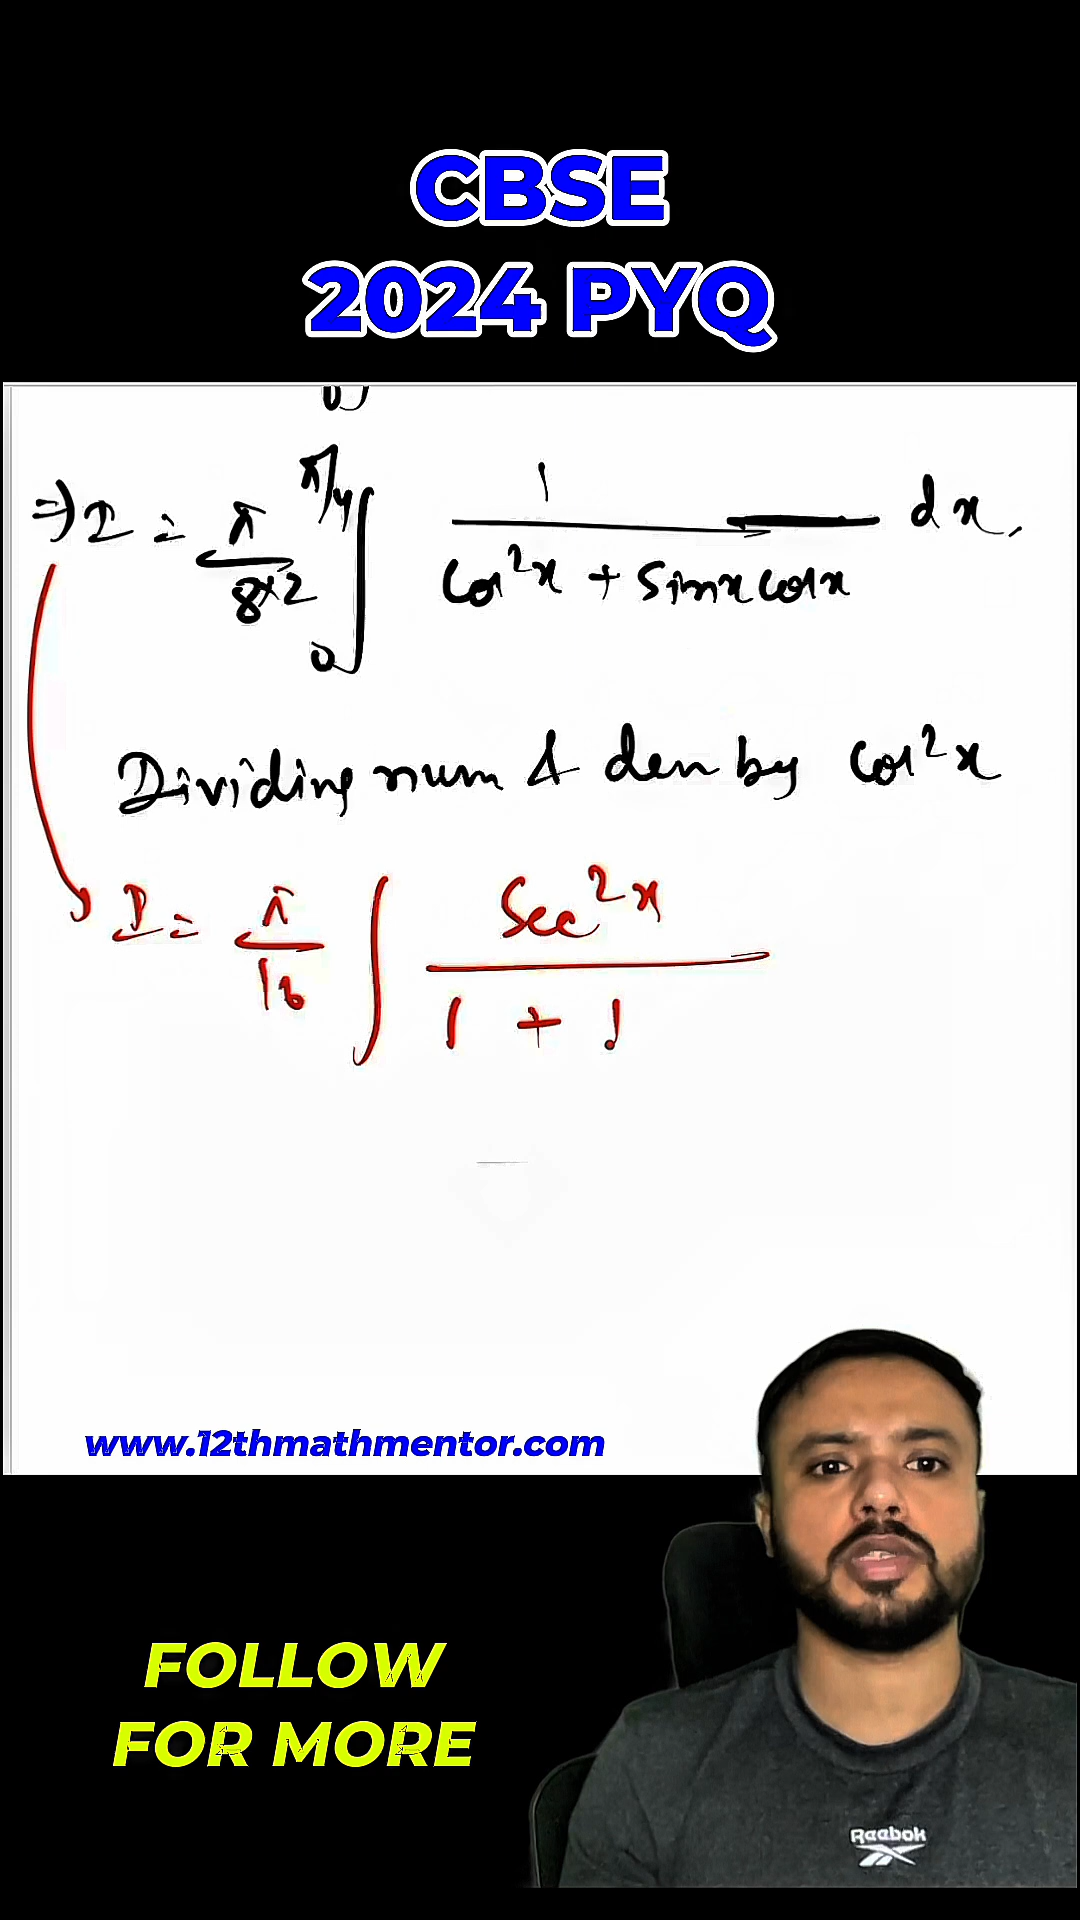 CBSE
2024 PYQ
⇒ I = π/(8×2) ∫₀^(π/4) 1/(cos²x + sinx cosx) dx.
Dividing num & den by cos²x
I = π/16 ∫ sec²x/(1 + 1
www.12thmathmentor.com
FOLLOW
FOR MORE
Reebok